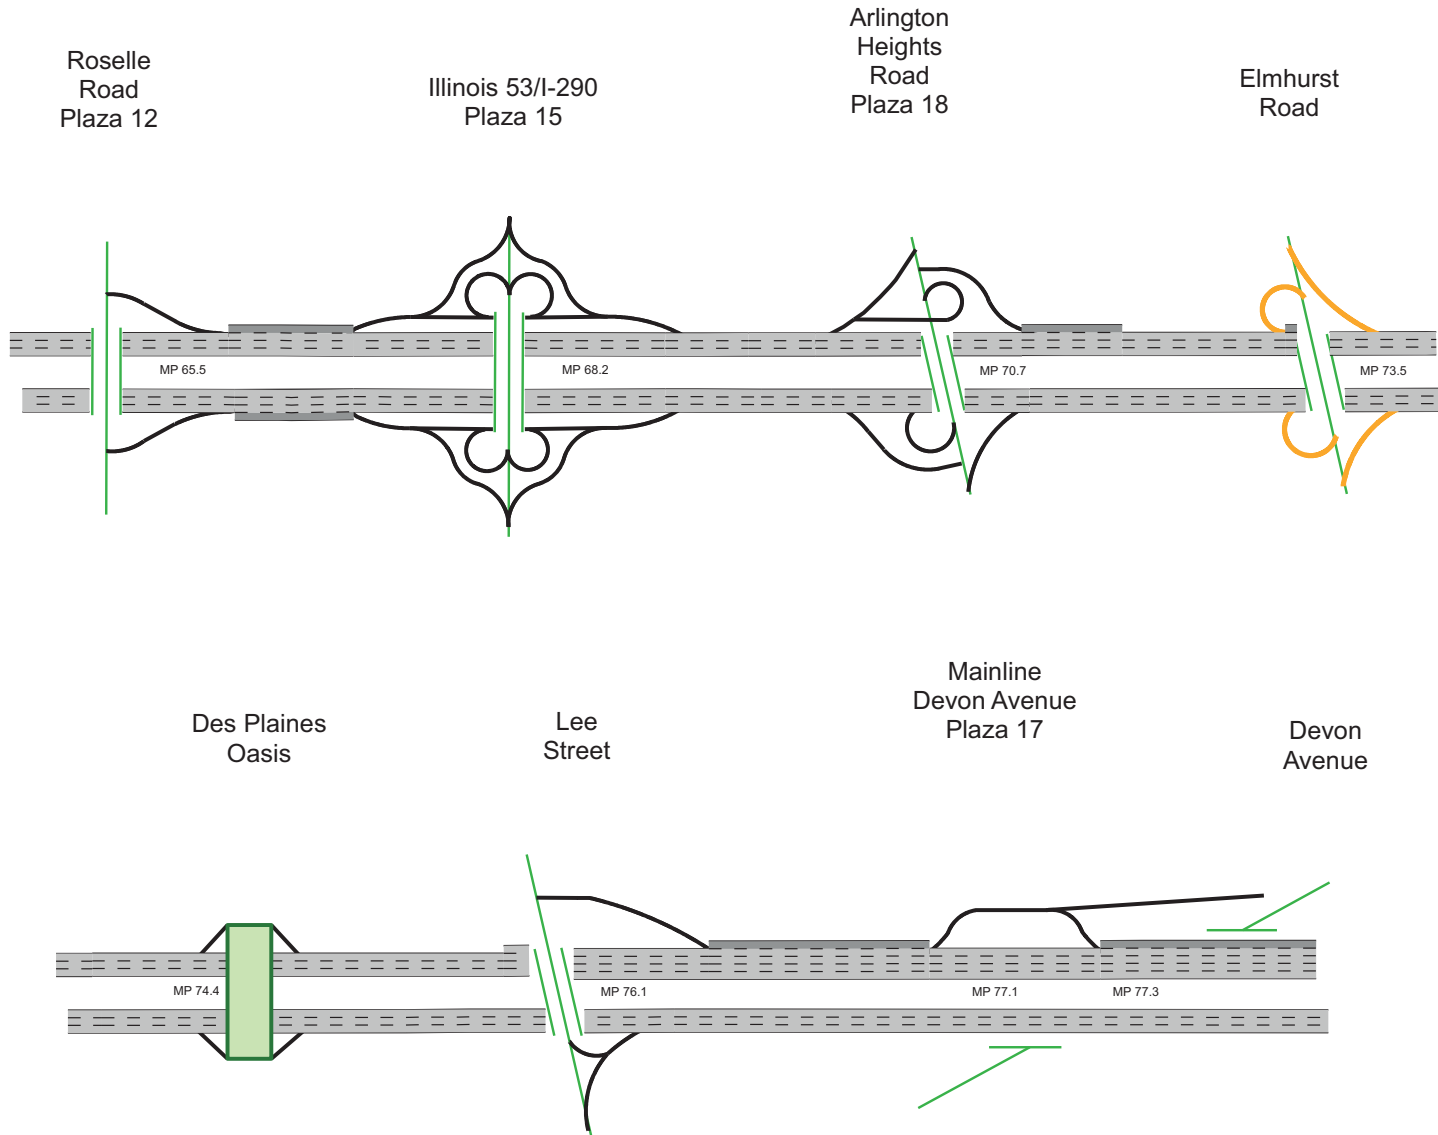 Roselle
Road
Plaza 12
Illinois 53/I-290
Plaza 15
Arlington
Heights
Road
Plaza 18
Elmhurst
Road
MP 65.5
MP 68.2
MP 70.7
MP 73.5
Des Plaines
Oasis
Lee
Street
Mainline
Devon Avenue
Plaza 17
Devon
Avenue
MP 74.4
MP 76.1
MP 77.1
MP 77.3